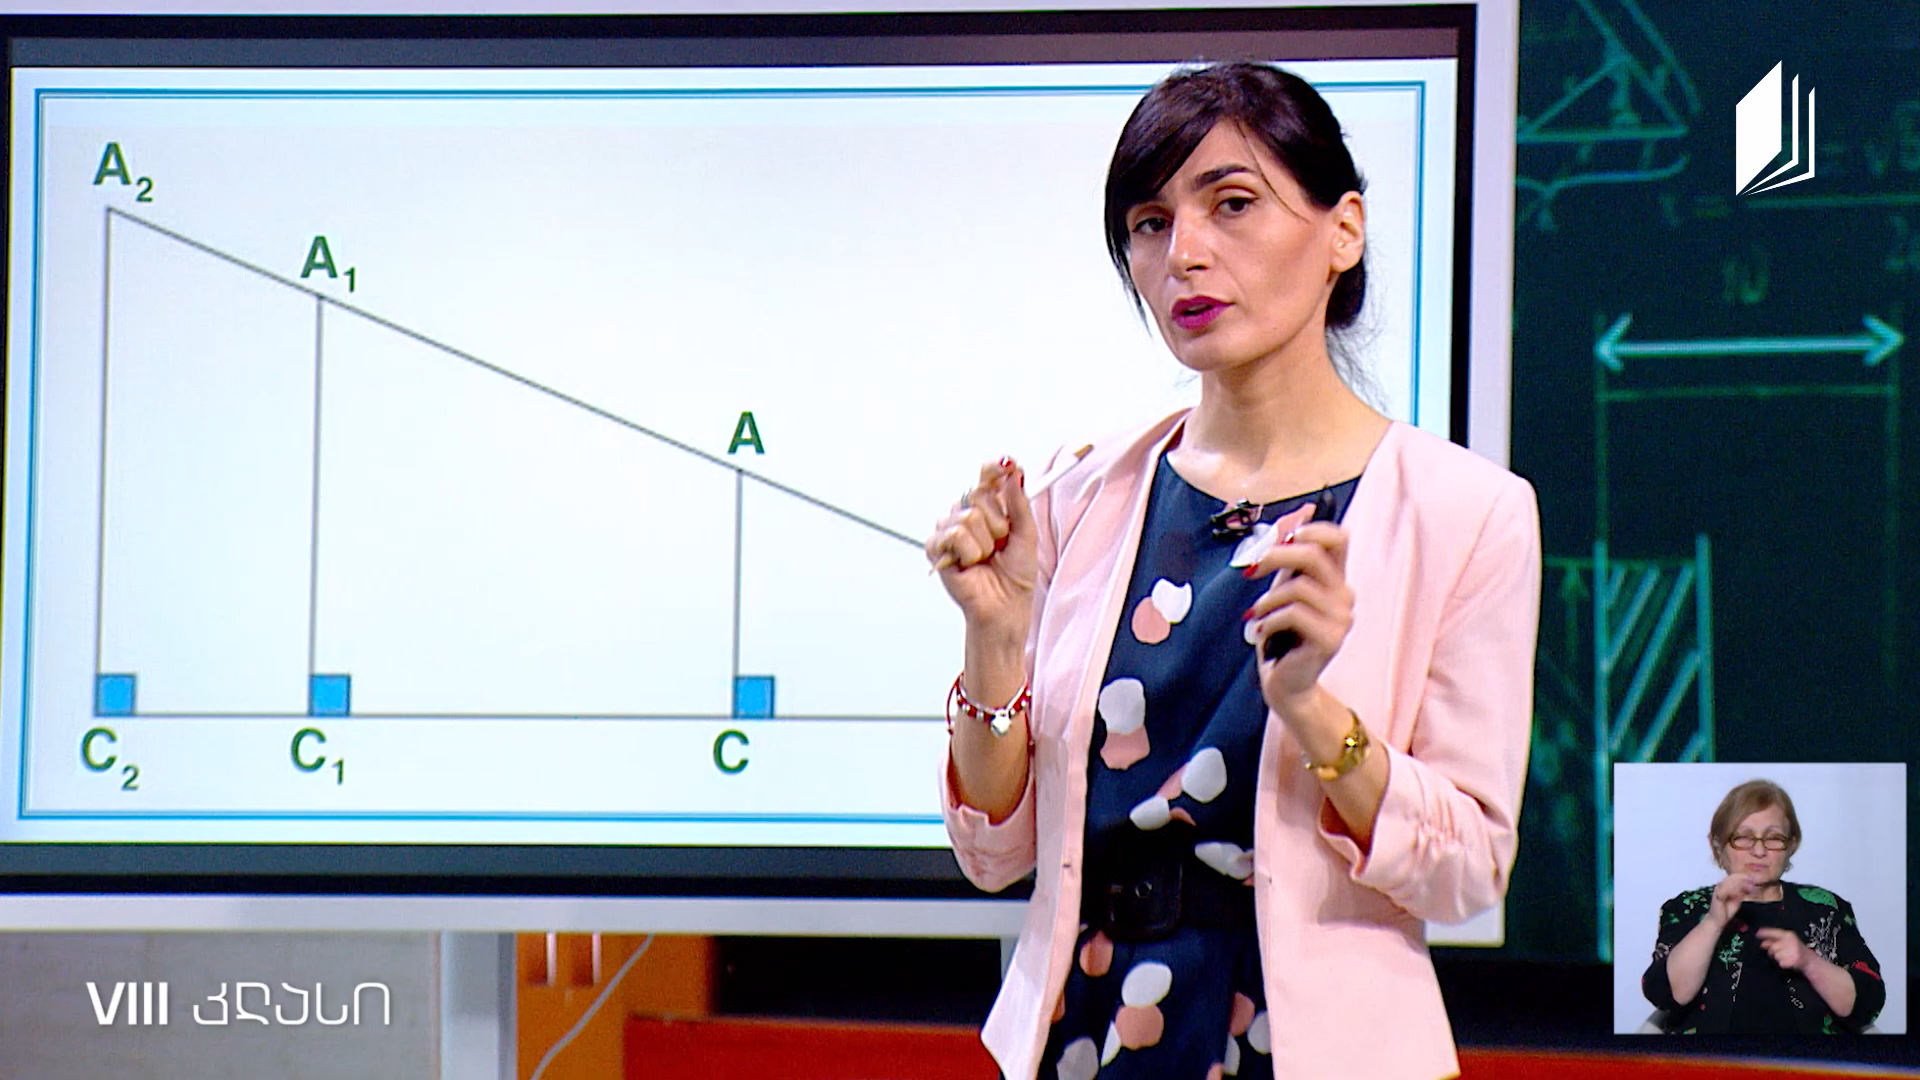 A₂
A₁
A
C₂
C₁
C
VIII ᲙᲚᲐᲡᲘ